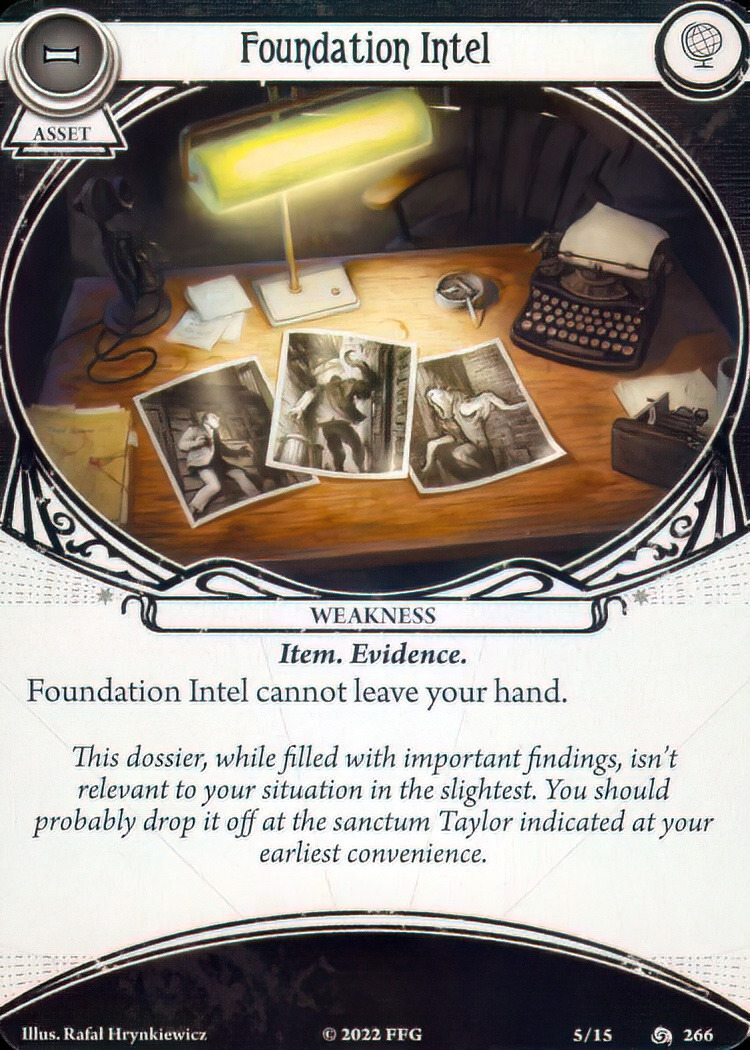 Foundation Intel
ASSET
WEAKNESS
Item. Evidence.
Foundation Intel cannot leave your hand.
This dossier, while filled with important findings, isn't
relevant to your situation in the slightest. You should
probably drop it off at the sanctum Taylor indicated at your
earliest convenience.
Illus. Rafał Hrynkiewicz © 2022 FFG 5/15 266